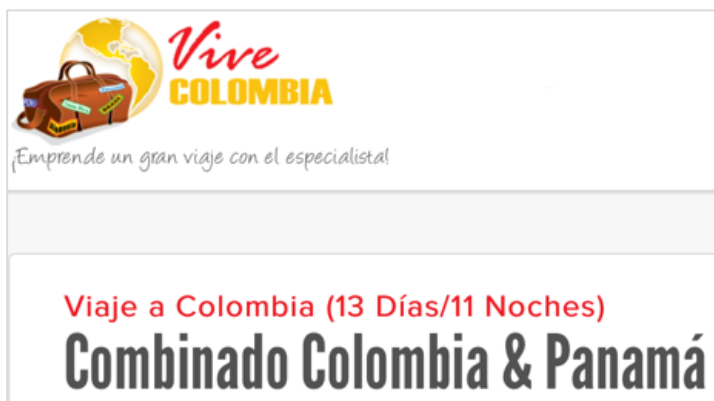 Vive
COLOMBIA
¡Emprende un gran viaje con el especialista!
Viaje a Colombia (13 Días/11 Noches)
Combinado Colombia & Panamá